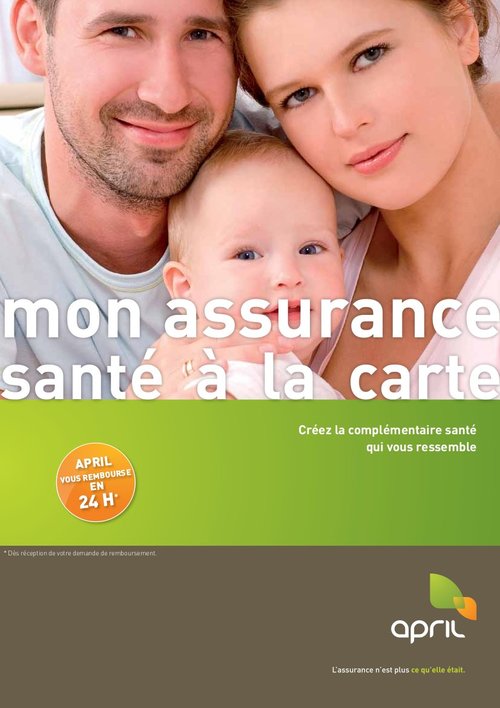 mon assurance
santé à la carte
Créez la complémentaire santé
qui vous ressemble
APRIL
VOUS REMBOURSE
EN
24 H*
* Dès réception de votre demande de remboursement.
april
L'assurance n'est plus ce qu'elle était.